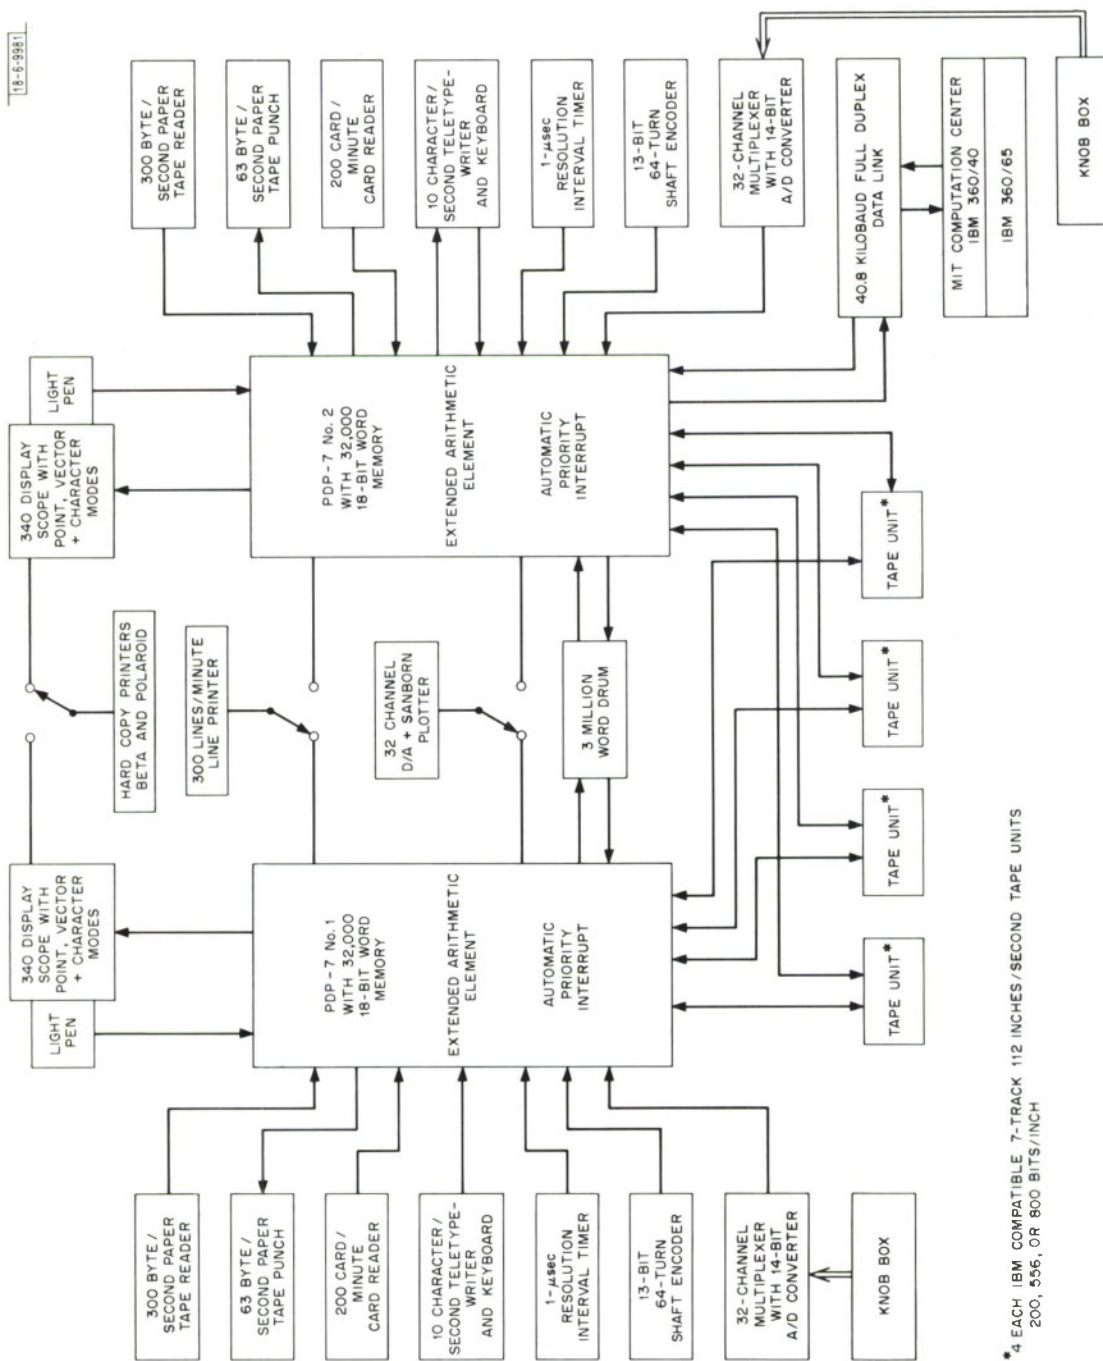 18-6-9981
300 BYTE/
SECOND PAPER
TAPE READER
63 BYTE/
SECOND PAPER
TAPE PUNCH
200 CARD/
MINUTE
CARD READER
10 CHARACTER/
SECOND TELETYPE-
WRITER
AND KEYBOARD
1-μsec
RESOLUTION
INTERVAL TIMER
13-BIT
64-TURN
SHAFT ENCODER
32-CHANNEL
MULTIPLEXER
WITH 14-BIT
A/D CONVERTER
KNOB BOX
LIGHT
PEN
340 DISPLAY
SCOPE WITH
POINT, VECTOR
+ CHARACTER
MODES
PDP-7 No. 1
WITH 32,000
18-BIT WORD
MEMORY
EXTENDED ARITHMETIC
ELEMENT
AUTOMATIC
PRIORITY
INTERRUPT
HARD COPY PRINTERS
BETA AND POLAROID
300 LINES/MINUTE
LINE PRINTER
32 CHANNEL
D/A + SANBORN
PLOTTER
3 MILLION
WORD DRUM
340 DISPLAY
SCOPE WITH
POINT, VECTOR
+ CHARACTER
MODES
LIGHT
PEN
PDP-7 No. 2
WITH 32,000
18-BIT WORD
MEMORY
EXTENDED ARITHMETIC
ELEMENT
AUTOMATIC
PRIORITY
INTERRUPT
300 BYTE/
SECOND PAPER
TAPE READER
63 BYTE/
SECOND PAPER
TAPE PUNCH
200 CARD/
MINUTE
CARD READER
10 CHARACTER/
SECOND TELETYPE-
WRITER
AND KEYBOARD
1-μsec
RESOLUTION
INTERVAL TIMER
13-BIT
64-TURN
SHAFT ENCODER
32-CHANNEL
MULTIPLEXER
WITH 14-BIT
A/D CONVERTER
40.8 KILOBAUD FULL DUPLEX
DATA LINK
MIT COMPUTATION CENTER
IBM 360/40
IBM 360/65
KNOB BOX
TAPE UNIT*
TAPE UNIT*
TAPE UNIT*
TAPE UNIT*
*4 EACH IBM COMPATIBLE 7-TRACK 112 INCHES/SECOND TAPE UNITS
200, 556, OR 800 BITS/INCH